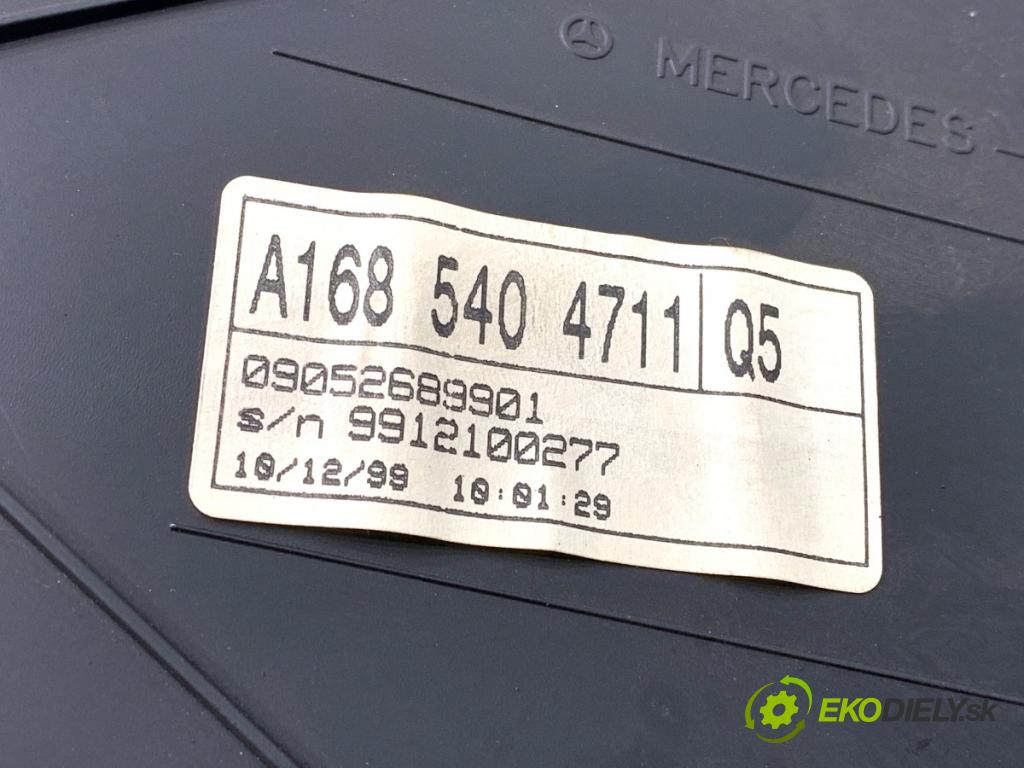 MERCEDES
A168 540 4711 Q5
09052689901
s/n 9912100277
10/12/99 10:01:29
EKODIELY.sk